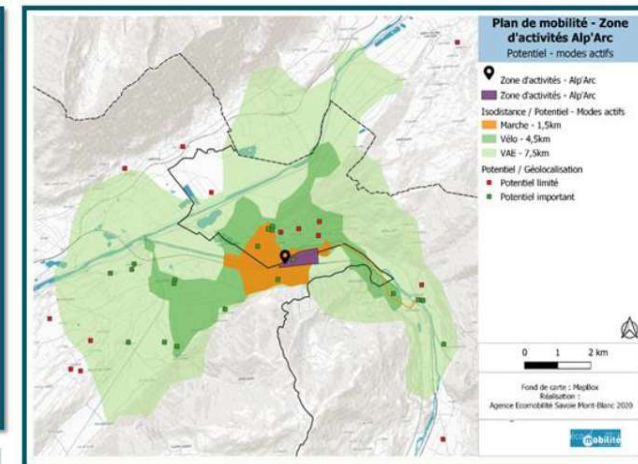 Plan de mobilité - Zone
d'activités Alp'Arc
Potentiel - modes actifs
Zone d'activités - Alp'Arc
Zone d'activités - Alp'Arc
Isodistance / Potentiel - Modes actifs
Marche - 1,5km
Vélo - 4,5km
VAE - 7,5km
Potentiel / Géolocalisation
Potentiel limité
Potentiel important
0 1 2 km
Fond de carte : MapBox
Réalisation :
Agence Ecomobilité Savoie Mont-Blanc 2020
mobilité